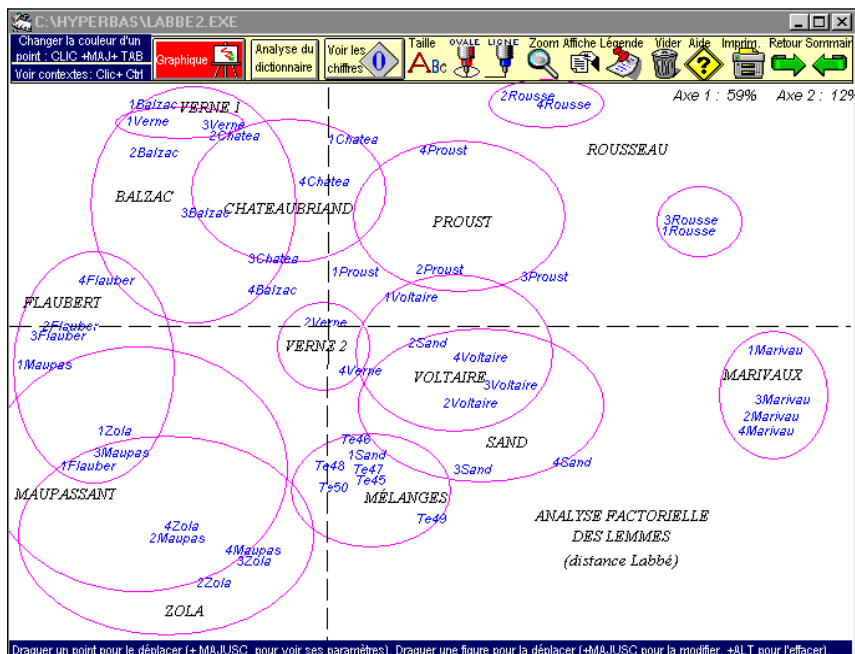 C:\HYPERBAS\LABBE2.EXE
Changer la couleur d'un
point : CLIC +MAJ+ TAB
Voir contextes: Clic+ Ctrl
Graphique
Analyse du
dictionnaire
Voir les
chiffres
0
Taille
ABc
OVALE
LIGNE
Zoom
Affiche
Légende
Vider
Aide
?
Imprim.
Retour
Sommair
Axe 1 : 59% Axe 2 : 12%
2Rousse
4Rousse
1Balzac
VERNE 1
1Verne
3Verne
2Chatea
1Chatea
2Balzac
4Proust
ROUSSEAU
4Chatea
BALZAC
3Balzac
CHATEAUBRIAND
PROUST
3Rousse
1Rousse
3Chatea
1Proust
2Proust
3Proust
4Flauber
4Balzac
1Voltaire
FLAUBERT
2Flauber
3Flauber
2Verne
VERNE 2
2Sand
4Voltaire
1Marivau
1Maupas
4Verne
VOLTAIRE
3Voltaire
MARIVAUX
2Voltaire
3Marivau
2Marivau
4Marivau
1Zola
Te46
SAND
3Maupas
1Sand
1Flauber
Te48
Te47
3Sand
4Sand
Te45
Te50
MAUPASSANT
MÉLANGES
Te49
ANALYSE FACTORIELLE
DES LEMMES
(distance Labbé)
4Zola
2Maupas
4Maupas
3Zola
2Zola
ZOLA
Draguer un point pour le déplacer (+ MAJUSC pour voir ses paramètres). Draguer une figure pour la déplacer (+MAJUSC pour la modifier, +ALT pour l'effacer)